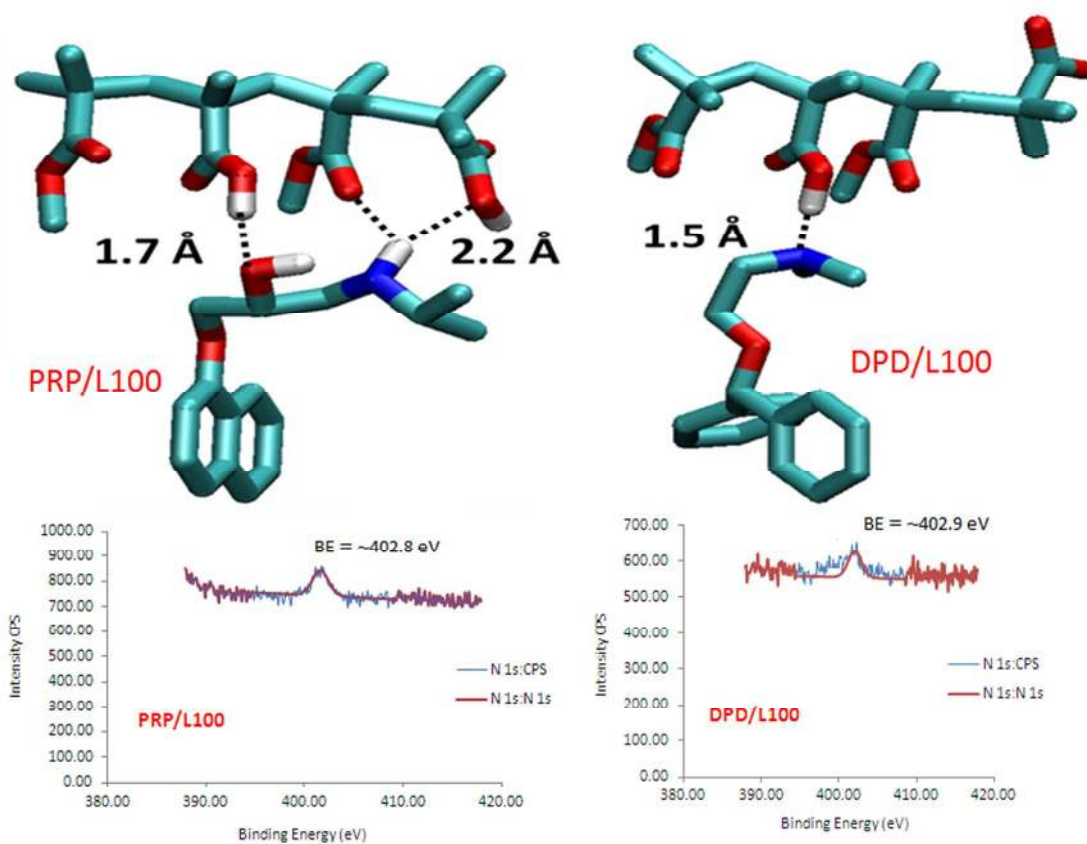 1.7 Å
2.2 Å
PRP/L100
1.5 Å
DPD/L100
BE = ~402.8 eV
Intensity CPS
1000.00
900.00
800.00
700.00
600.00
500.00
400.00
300.00
200.00
100.00
0.00
N 1s:CPS
N 1s:N 1s
PRP/L100
380.00 390.00 400.00 410.00 420.00
Binding Energy (eV)
BE = ~402.9 eV
Intensity CPS
700.00
600.00
500.00
400.00
300.00
200.00
100.00
0.00
N 1s:CPS
N 1s:N 1s
DPD/L100
380.00 390.00 400.00 410.00 420.00
Binding Energy (eV)